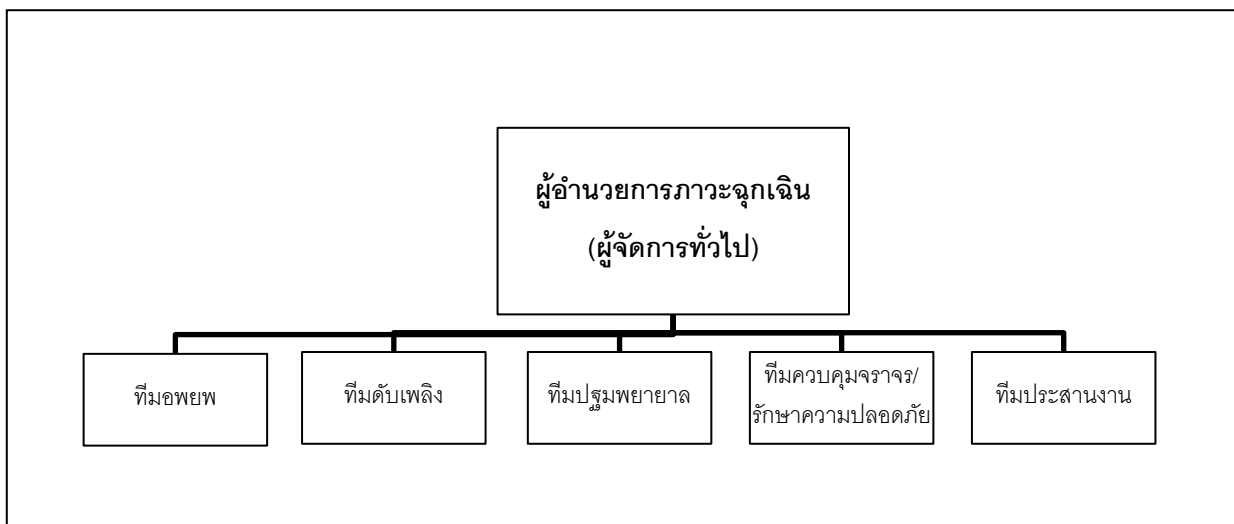 ผู้อำนวยการภาวะฉุกเฉิน
(ผู้จัดการทั่วไป)
ทีมอพยพ
ทีมดับเพลิง
ทีมปฐมพยายาล
ทีมควบคุมจราจร/
รักษาความปลอดภัย
ทีมประสานงาน